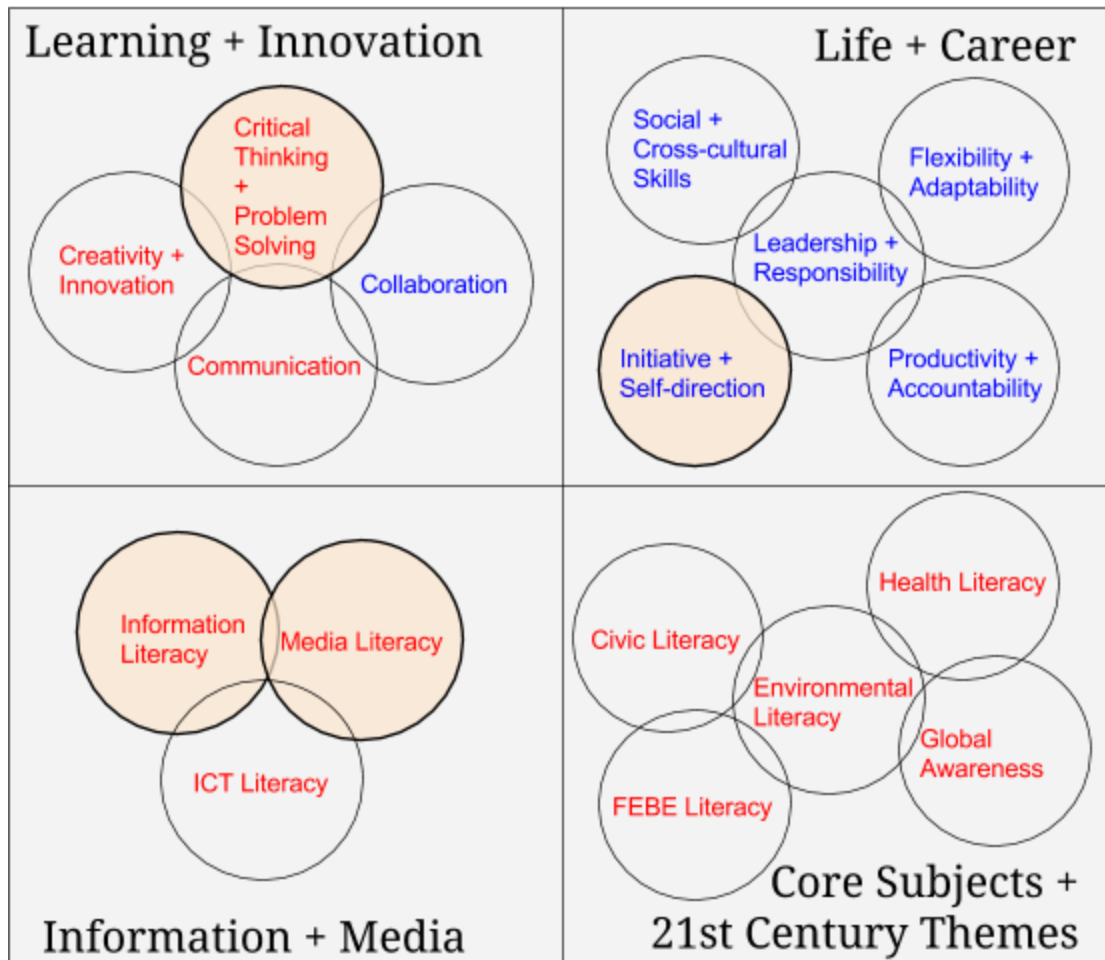 Learning + Innovation
Critical
Thinking
+
Problem
Solving
Creativity +
Innovation
Collaboration
Communication
Life + Career
Social +
Cross-cultural
Skills
Flexibility +
Adaptability
Leadership +
Responsibility
Initiative +
Self-direction
Productivity +
Accountability
Information
Literacy
Media Literacy
ICT Literacy
Information + Media
Health Literacy
Civic Literacy
Environmental
Literacy
Global
Awareness
FEBE Literacy
Core Subjects +
21st Century Themes